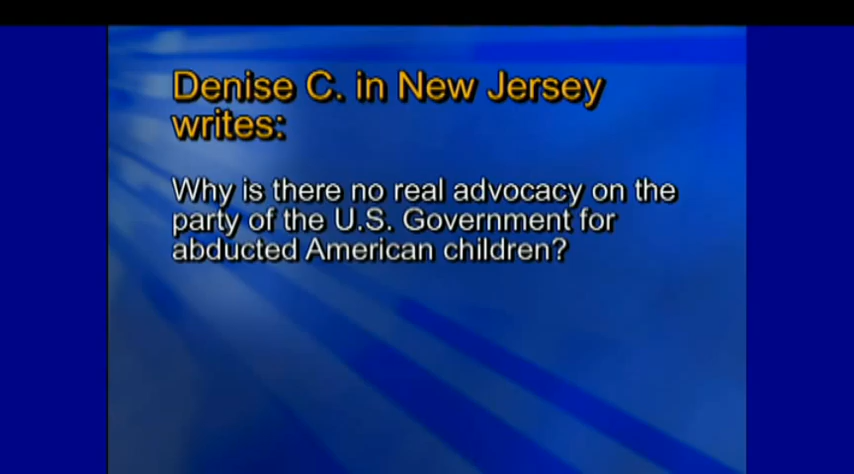 Denise C. in New Jersey
writes:
Why is there no real advocacy on the
party of the U.S. Government for
abducted American children?